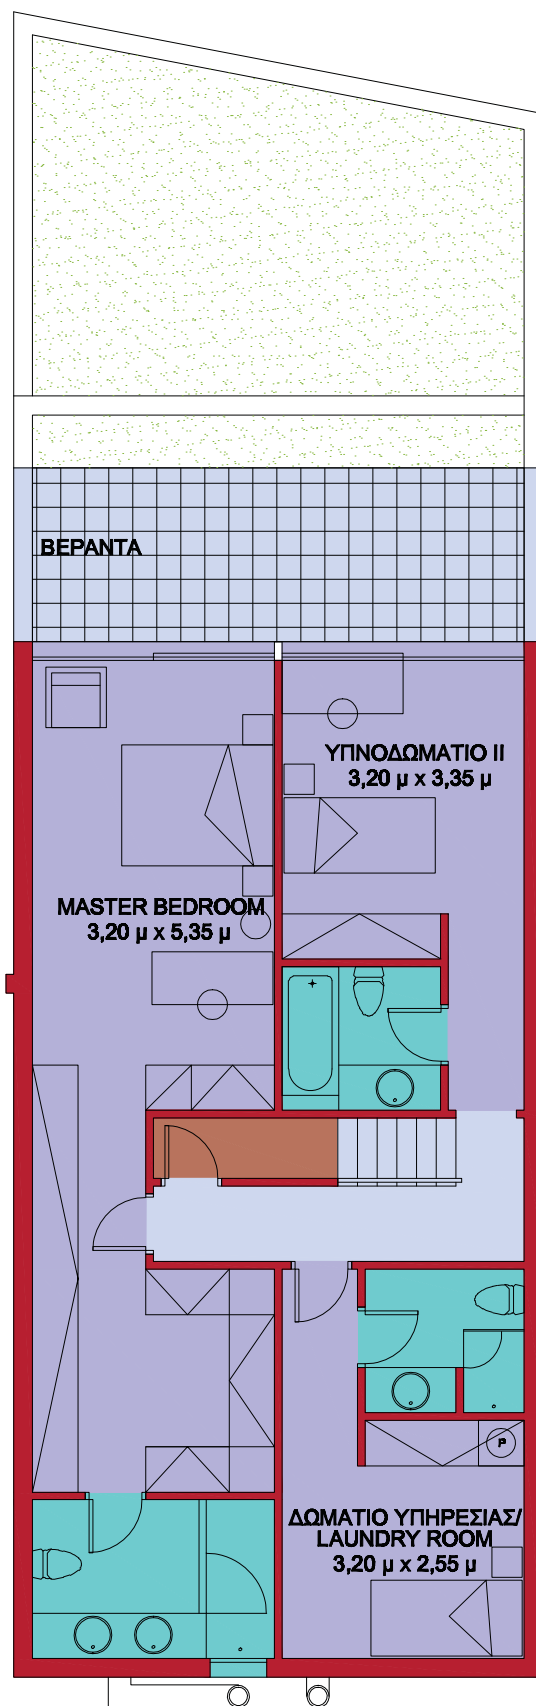 ΒΕΡΑΝΤΑ
ΥΠΝΟΔΩΜΑΤΙΟ ΙΙ
3,20 μ x 3,35 μ
MASTER BEDROOM
3,20 μ x 5,35 μ
P
ΔΩΜΑΤΙΟ ΥΠΗΡΕΣΙΑΣ/
LAUNDRY ROOM
3,20 μ x 2,55 μ